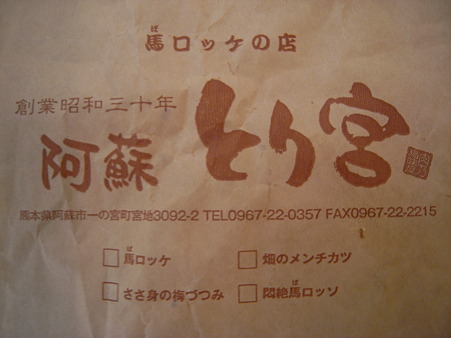 馬ロッケの店
創業昭和三十年
阿蘇 とり宮
熊本県阿蘇市一の宮町宮地3092-2 TEL0967-22-0357 FAX0967-22-2215
□馬ロッケ □畑のメンチカツ
□ささ身の梅づつみ □悶絶馬ロッソ